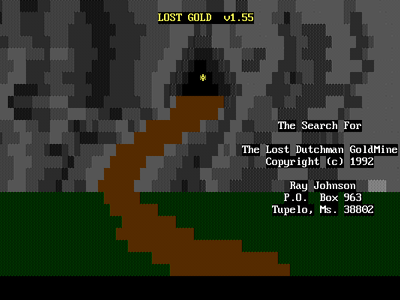 LOST GOLD  v1.55
The Search For
The Lost Dutchman GoldMine
Copyright (c) 1992
Ray Johnson
P.O.  Box 963
Tupelo, Ms. 38802